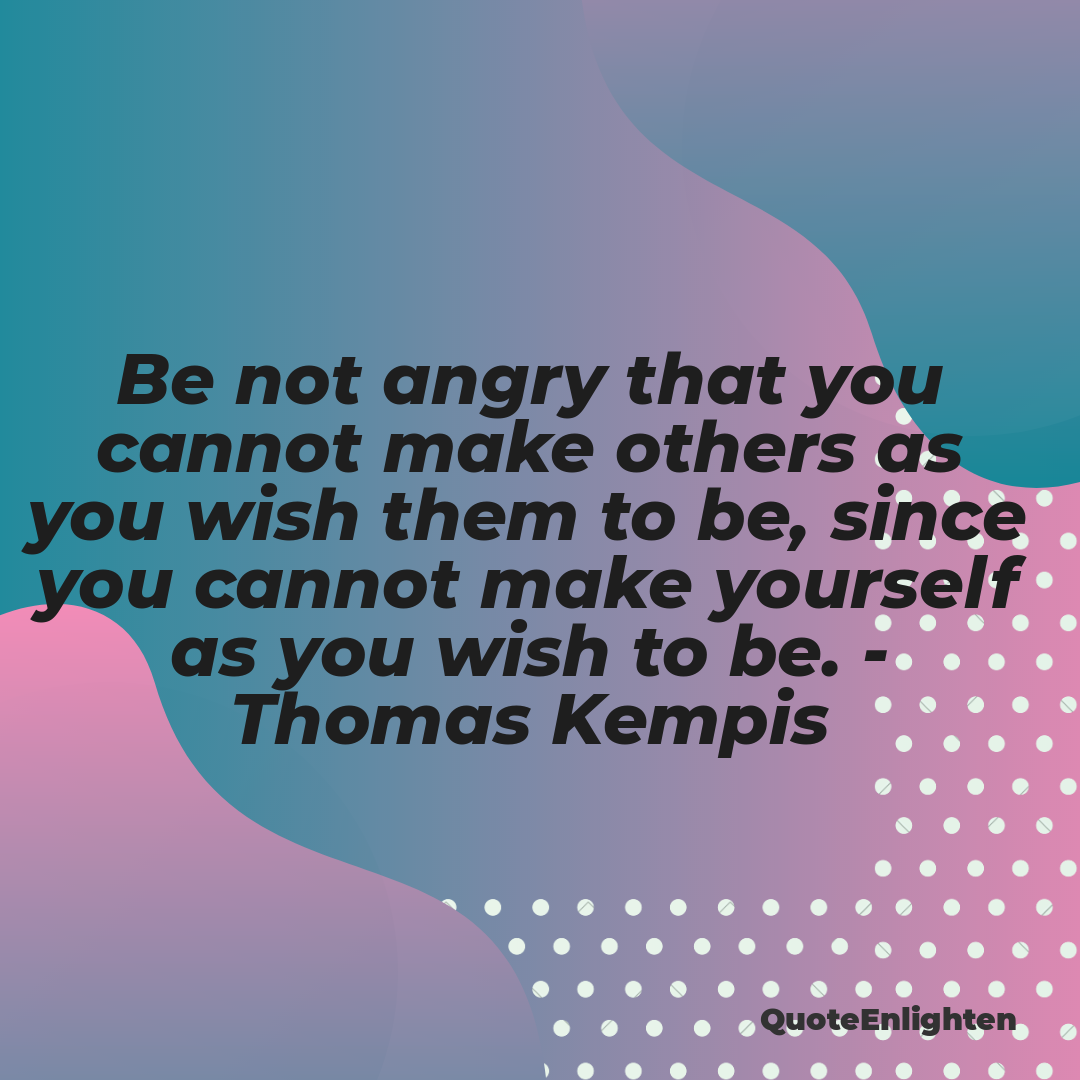 Be not angry that you
cannot make others as
you wish them to be, since
you cannot make yourself
as you wish to be. -
Thomas Kempis
QuoteEnlighten